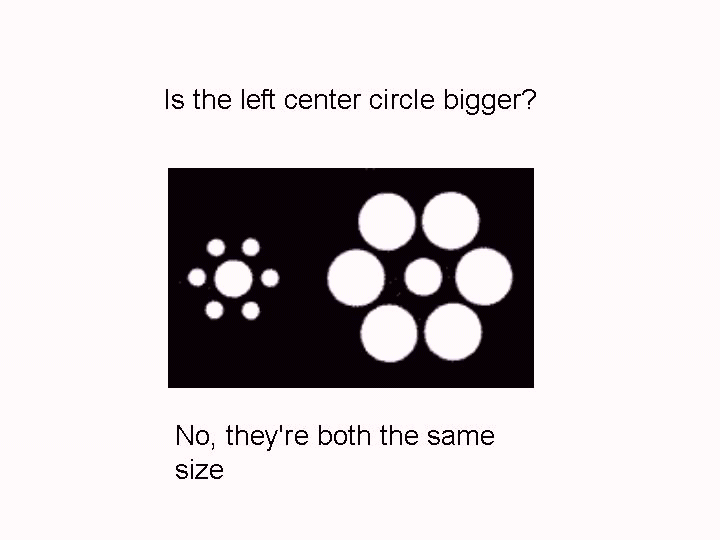 Is the left center circle bigger?
No, they're both the same
size